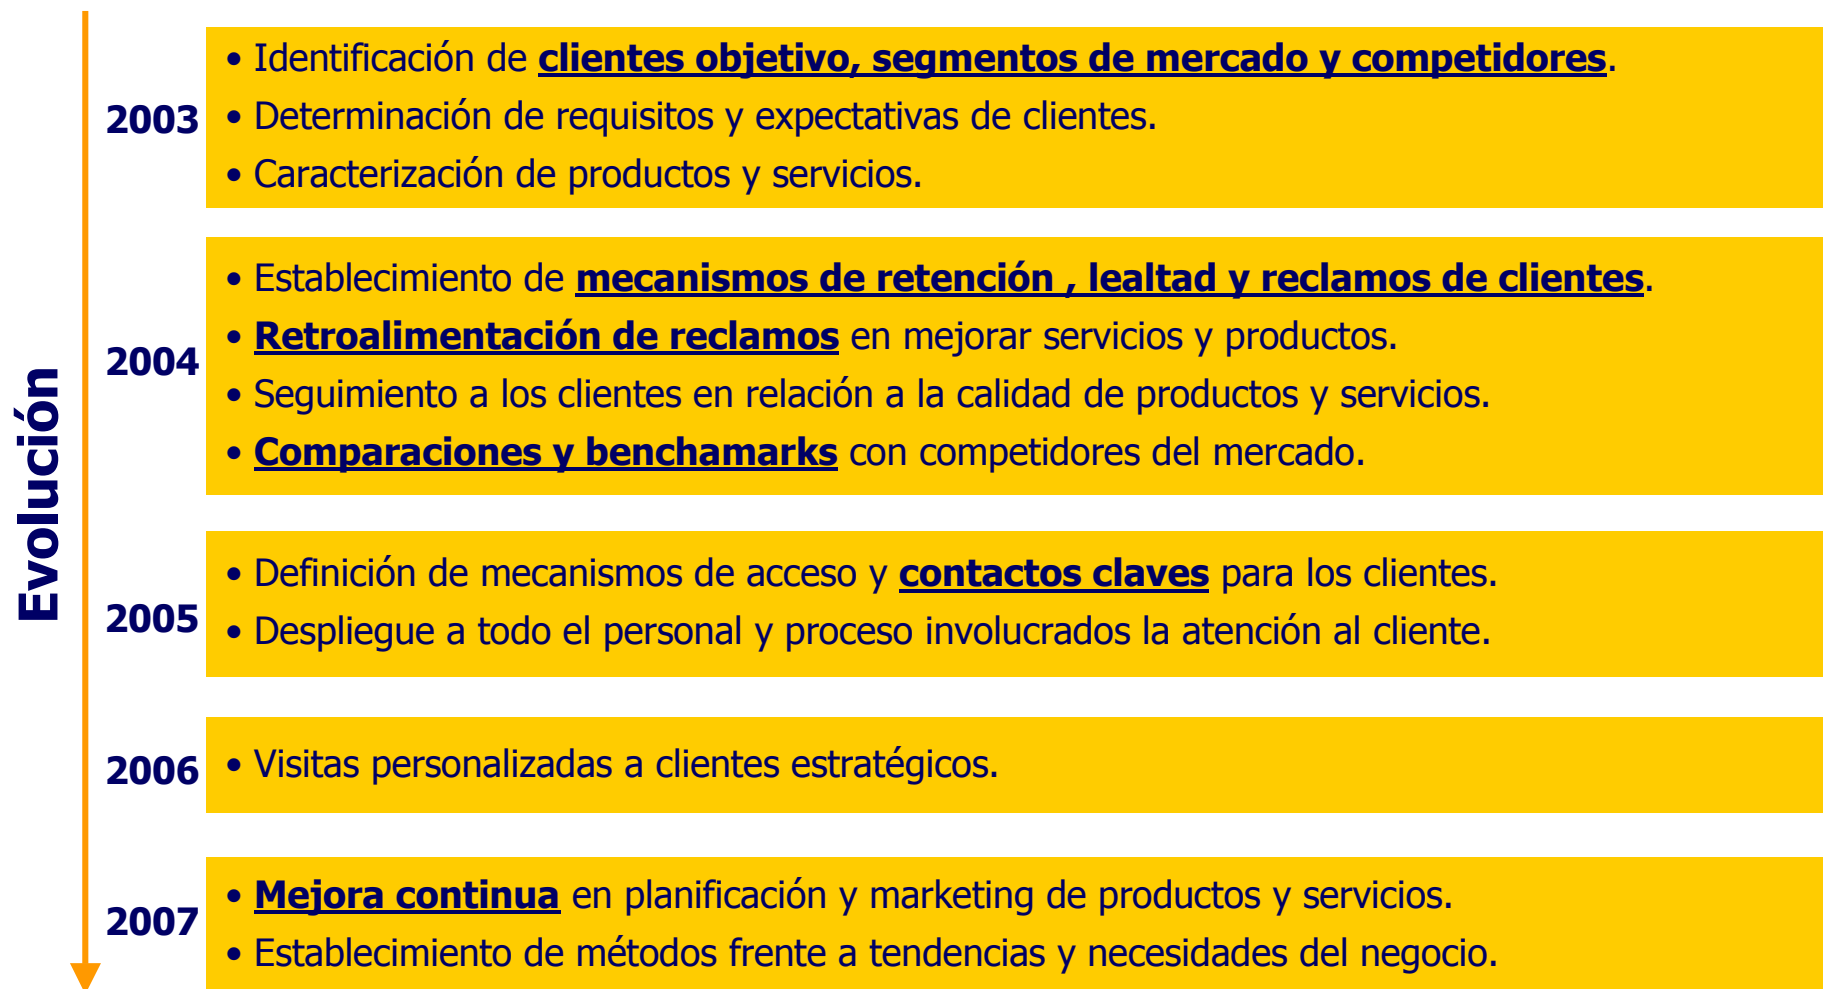 Evolución
2003
• Identificación de clientes objetivo, segmentos de mercado y competidores.
• Determinación de requisitos y expectativas de clientes.
• Caracterización de productos y servicios.
2004
• Establecimiento de mecanismos de retención , lealtad y reclamos de clientes.
• Retroalimentación de reclamos en mejorar servicios y productos.
• Seguimiento a los clientes en relación a la calidad de productos y servicios.
• Comparaciones y benchamarks con competidores del mercado.
2005
• Definición de mecanismos de acceso y contactos claves para los clientes.
• Despliegue a todo el personal y proceso involucrados la atención al cliente.
2006
• Visitas personalizadas a clientes estratégicos.
2007
• Mejora continua en planificación y marketing de productos y servicios.
• Establecimiento de métodos frente a tendencias y necesidades del negocio.